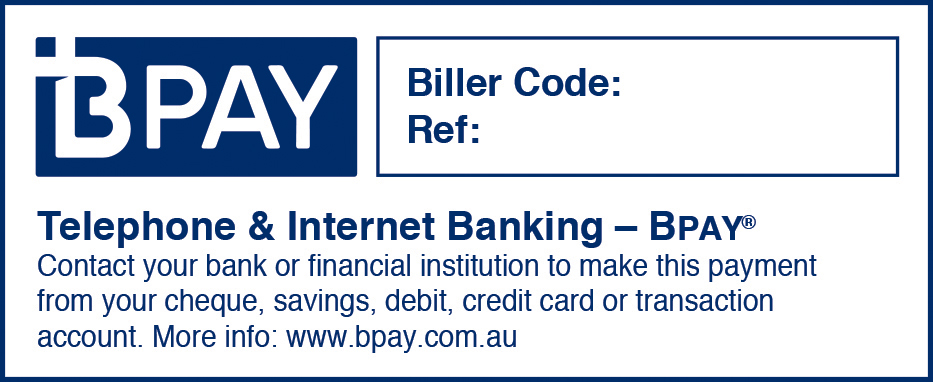 BPAY
Biller Code:
Ref:
Telephone & Internet Banking – BPAY®
Contact your bank or financial institution to make this payment
from your cheque, savings, debit, credit card or transaction
account. More info: www.bpay.com.au